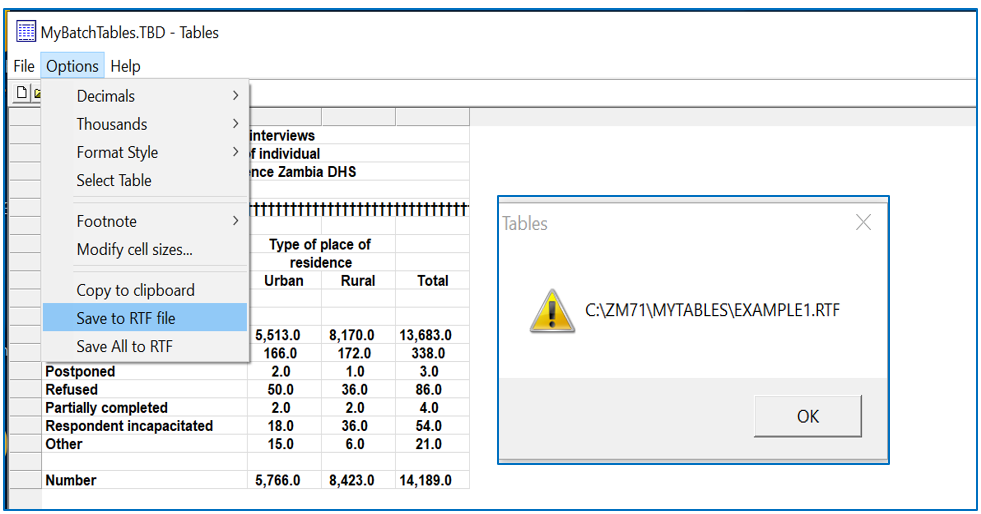 MyBatchTables.TBD - Tables
File Options Help
Decimals
Thousands
Format Style
Select Table
Footnote
Modify cell sizes...
Copy to clipboard
Save to RTF file
Save All to RTF
interviews
of individual
ence Zambia DHS
††††††††††††††††††††††††††††††
Type of place of
residence
Urban Rural Total
5,513.0 8,170.0 13,683.0
166.0 172.0 338.0
Postponed 2.0 1.0 3.0
Refused 50.0 36.0 86.0
Partially completed 2.0 2.0 4.0
Respondent incapacitated 18.0 36.0 54.0
Other 15.0 6.0 21.0
Number 5,766.0 8,423.0 14,189.0
Tables
C:\ZM71\MYTABLES\EXAMPLE1.RTF
OK